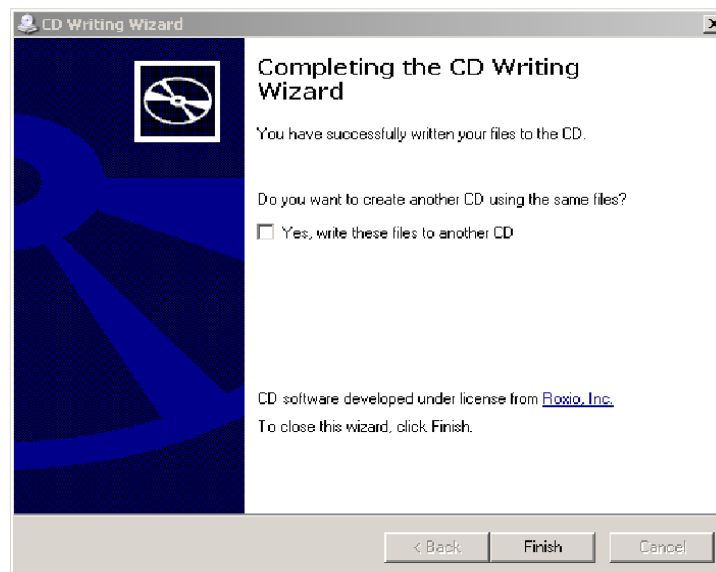 CD Writing Wizard
Completing the CD Writing
Wizard
You have successfully written your files to the CD.
Do you want to create another CD using the same files?
Yes, write these files to another CD
CD software developed under license from Roxio, Inc.
To close this wizard, click Finish.
< Back
Finish
Cancel